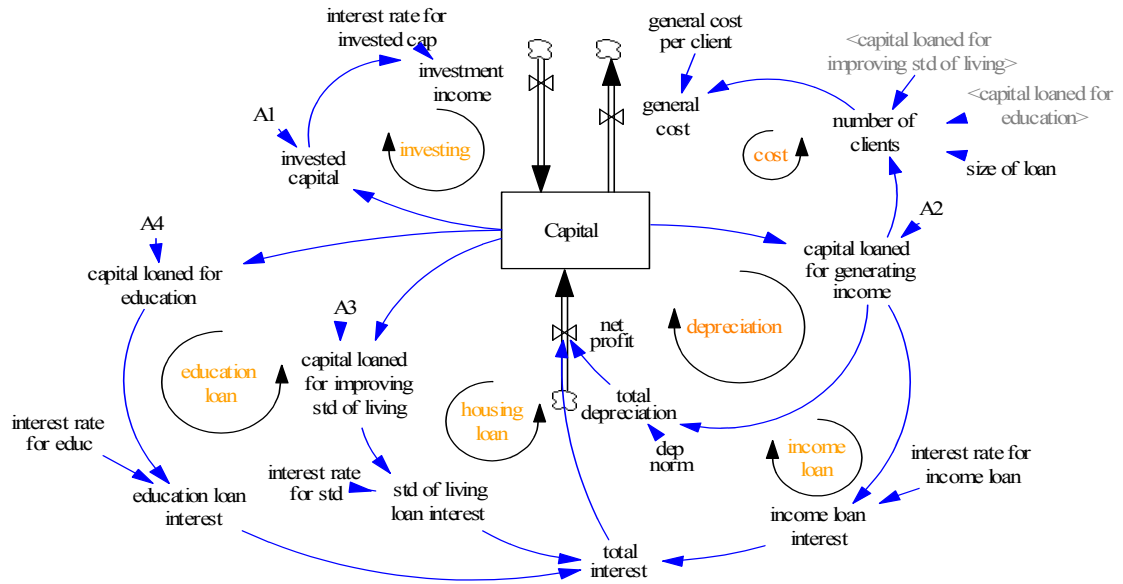 interest rate for
invested cap
investment
income
A1
invested
capital
investing
general cost
per client
general
cost
<capital loaned for
improving std of living>
<capital loaned for
education>
number of
clients
size of loan
cost
A2
Capital
capital loaned
for generating
income
A4
capital loaned for
education
A3
capital loaned
for improving
std of living
education
loan
net
profit
depreciation
total
depreciation
dep
norm
housing
loan
income
loan
interest rate
for educ
education loan
interest
interest rate
for std
std of living
loan interest
interest rate for
income loan
income loan
interest
total
interest